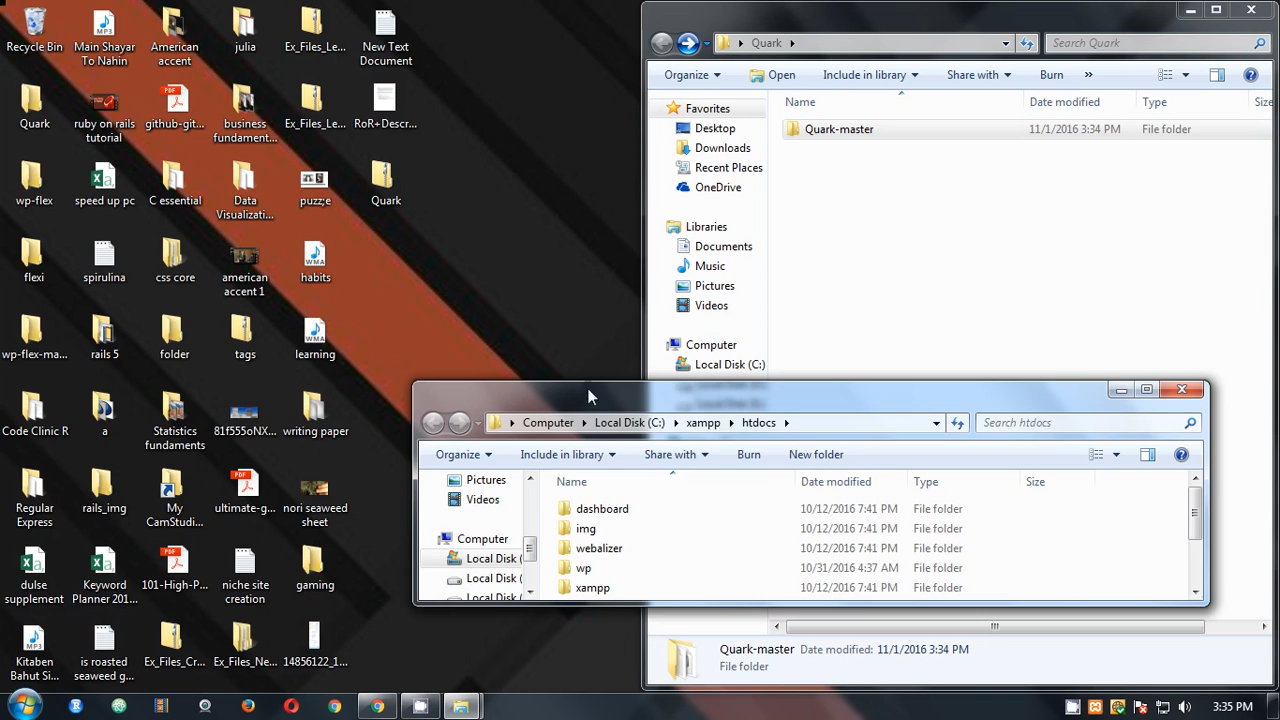 Recycle Bin
Main Shayar
To Nahin
American
accent
julia
Ex_Files_Le...
New Text
Document
Quark
ruby on rails
tutorial
github-git...
business
fundament...
Ex_Files_Le...
RoR+Descr...
wp-flex
speed up pc
C essential
Data
Visualizati...
puzz;e
Quark
flexi
spirulina
css core
american
accent 1
habits
wp-flex-ma...
rails 5
folder
tags
learning
Code Clinic R
a
Statistics
fundaments
81f555oNX...
writing paper
Regular
Express
rails_img
My
CamStudi...
ultimate-g...
nori seaweed
sheet
dulse
supplement
Keyword
Planner 201...
101-High-P...
niche site
creation
gaming
Kitaben
Bahut Si...
is roasted
seaweed g...
Ex_Files_Cr...
Ex_Files_Ne...
14856122_1...
MP3
PDF
WMA
WMA
PDF
PDF
MP3
Quark
Search Quark
Organize
Open
Include in library
Share with
Burn
»
Name
Date modified
Type
Size
Favorites
Desktop
Downloads
Recent Places
OneDrive
Libraries
Documents
Music
Pictures
Videos
Computer
Local Disk (C:)
Quark-master
11/1/2016 3:34 PM
File folder
Computer
Local Disk (C:)
xampp
htdocs
Search htdocs
Organize
Include in library
Share with
Burn
New folder
Name
Date modified
Type
Size
Pictures
Videos
Computer
Local Disk (
Local Disk (
Local Disk (
dashboard 10/12/2016 7:41 PM File folder
img 10/12/2016 7:41 PM File folder
webalizer 10/12/2016 7:41 PM File folder
wp 10/31/2016 4:37 AM File folder
xampp 10/12/2016 7:41 PM File folder
Quark-master Date modified: 11/1/2016 3:34 PM
File folder
3:35 PM